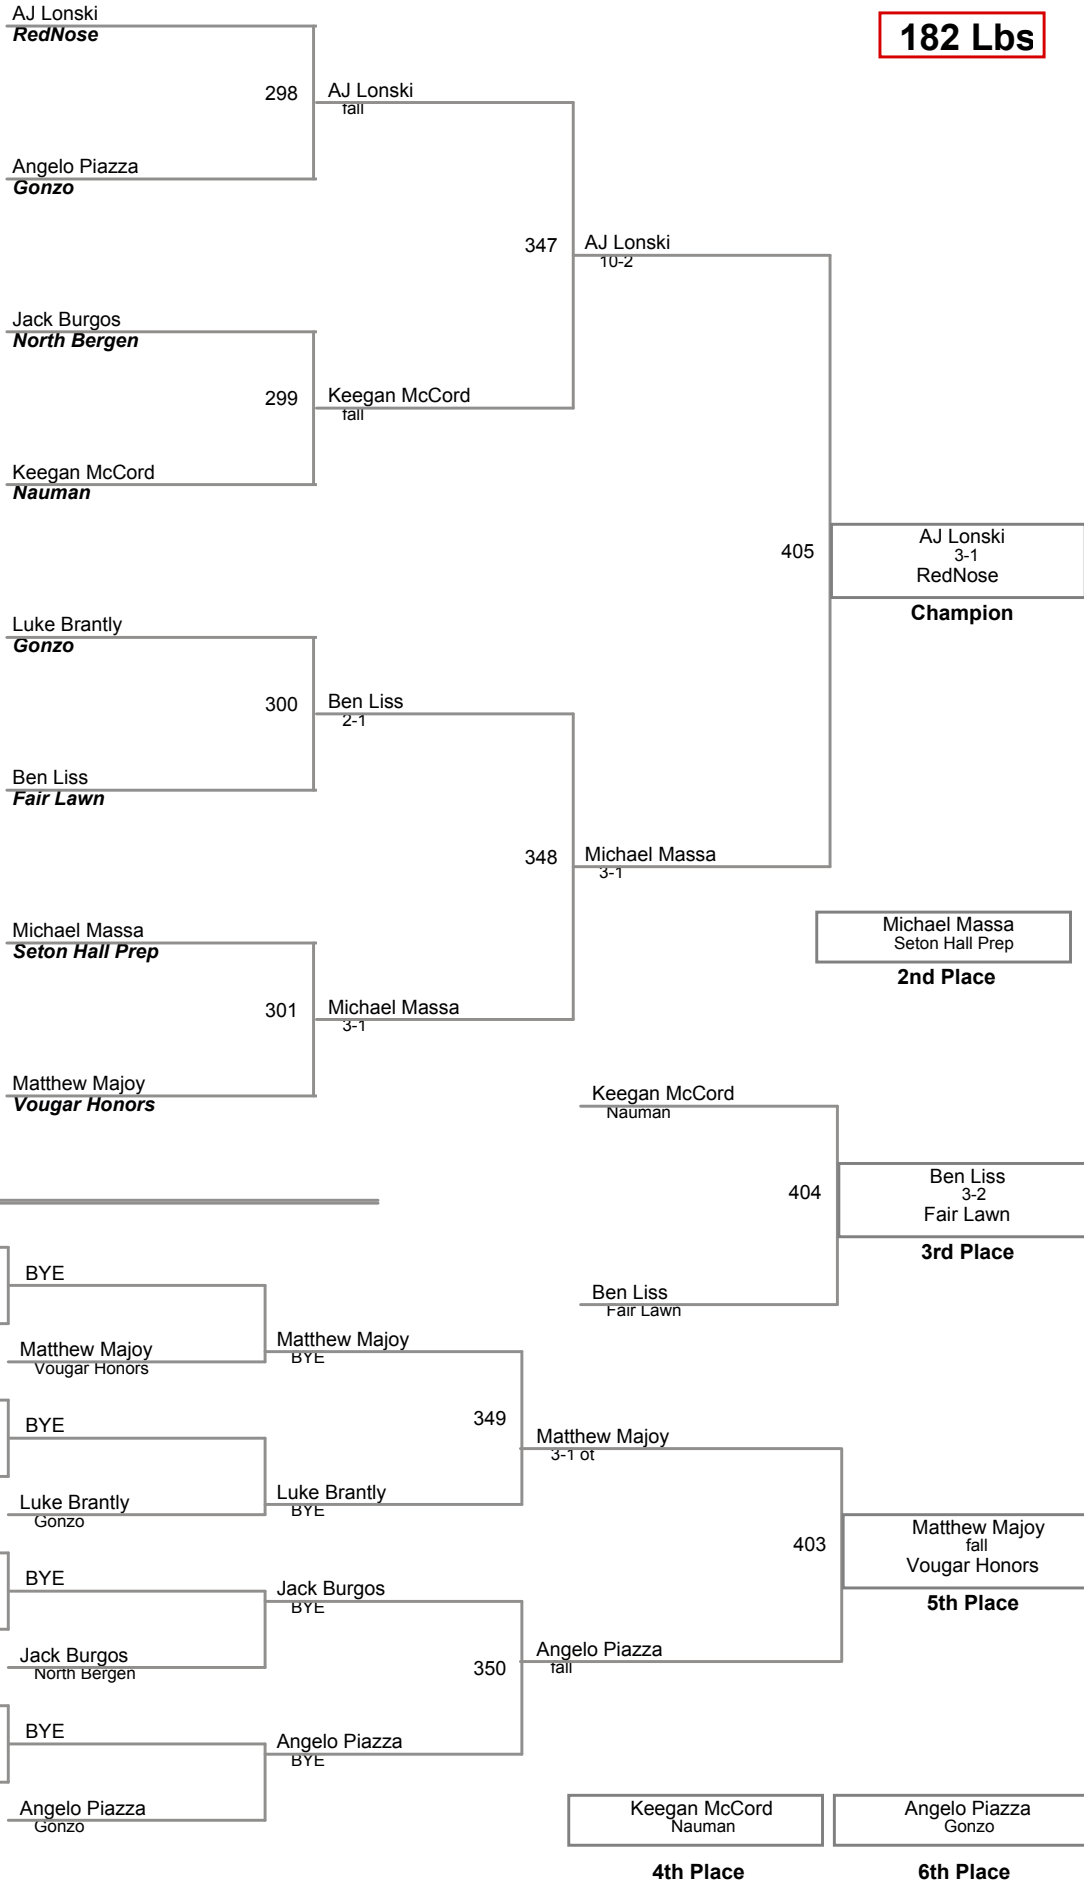 AJ Lonski
RedNose
182 Lbs
298
AJ Lonski
fall
Angelo Piazza
Gonzo
347
AJ Lonski
10-2
Jack Burgos
North Bergen
299
Keegan McCord
fall
Keegan McCord
Nauman
405
AJ Lonski
3-1
RedNose
Champion
Luke Brantly
Gonzo
300
Ben Liss
2-1
Ben Liss
Fair Lawn
348
Michael Massa
3-1
Michael Massa
Seton Hall Prep
Michael Massa
Seton Hall Prep
2nd Place
301
Michael Massa
3-1
Matthew Majoy
Vougar Honors
Keegan McCord
Nauman
404
Ben Liss
3-2
Fair Lawn
3rd Place
Ben Liss
Fair Lawn
BYE
Matthew Majoy
Vougar Honors
Matthew Majoy
BYE
BYE
349
Matthew Majoy
3-1 ot
Luke Brantly
Gonzo
Luke Brantly
BYE
403
Matthew Majoy
fall
Vougar Honors
5th Place
BYE
Jack Burgos
BYE
Jack Burgos
North Bergen
350
Angelo Piazza
fall
BYE
Angelo Piazza
BYE
Angelo Piazza
Gonzo
Keegan McCord
Nauman
4th Place
Angelo Piazza
Gonzo
6th Place